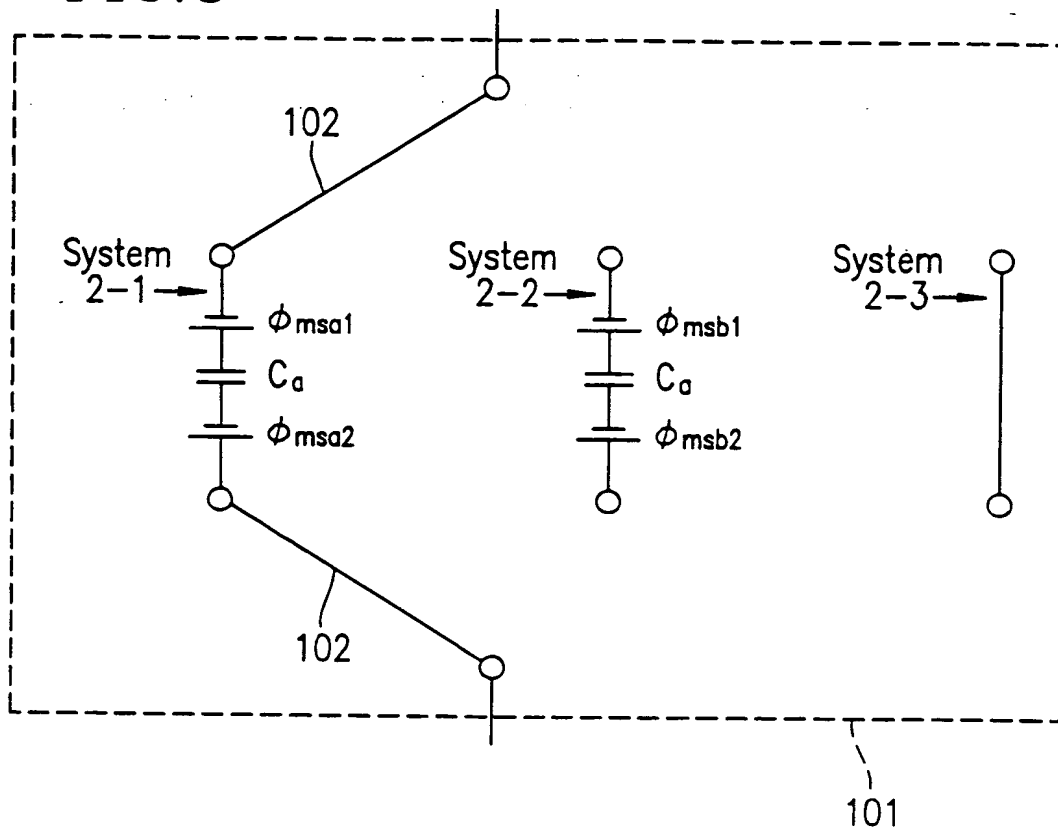 102
System
2-1
ϕmsa1
Ca
ϕmsa2
System
2-2
ϕmsb1
Ca
ϕmsb2
System
2-3
102
101